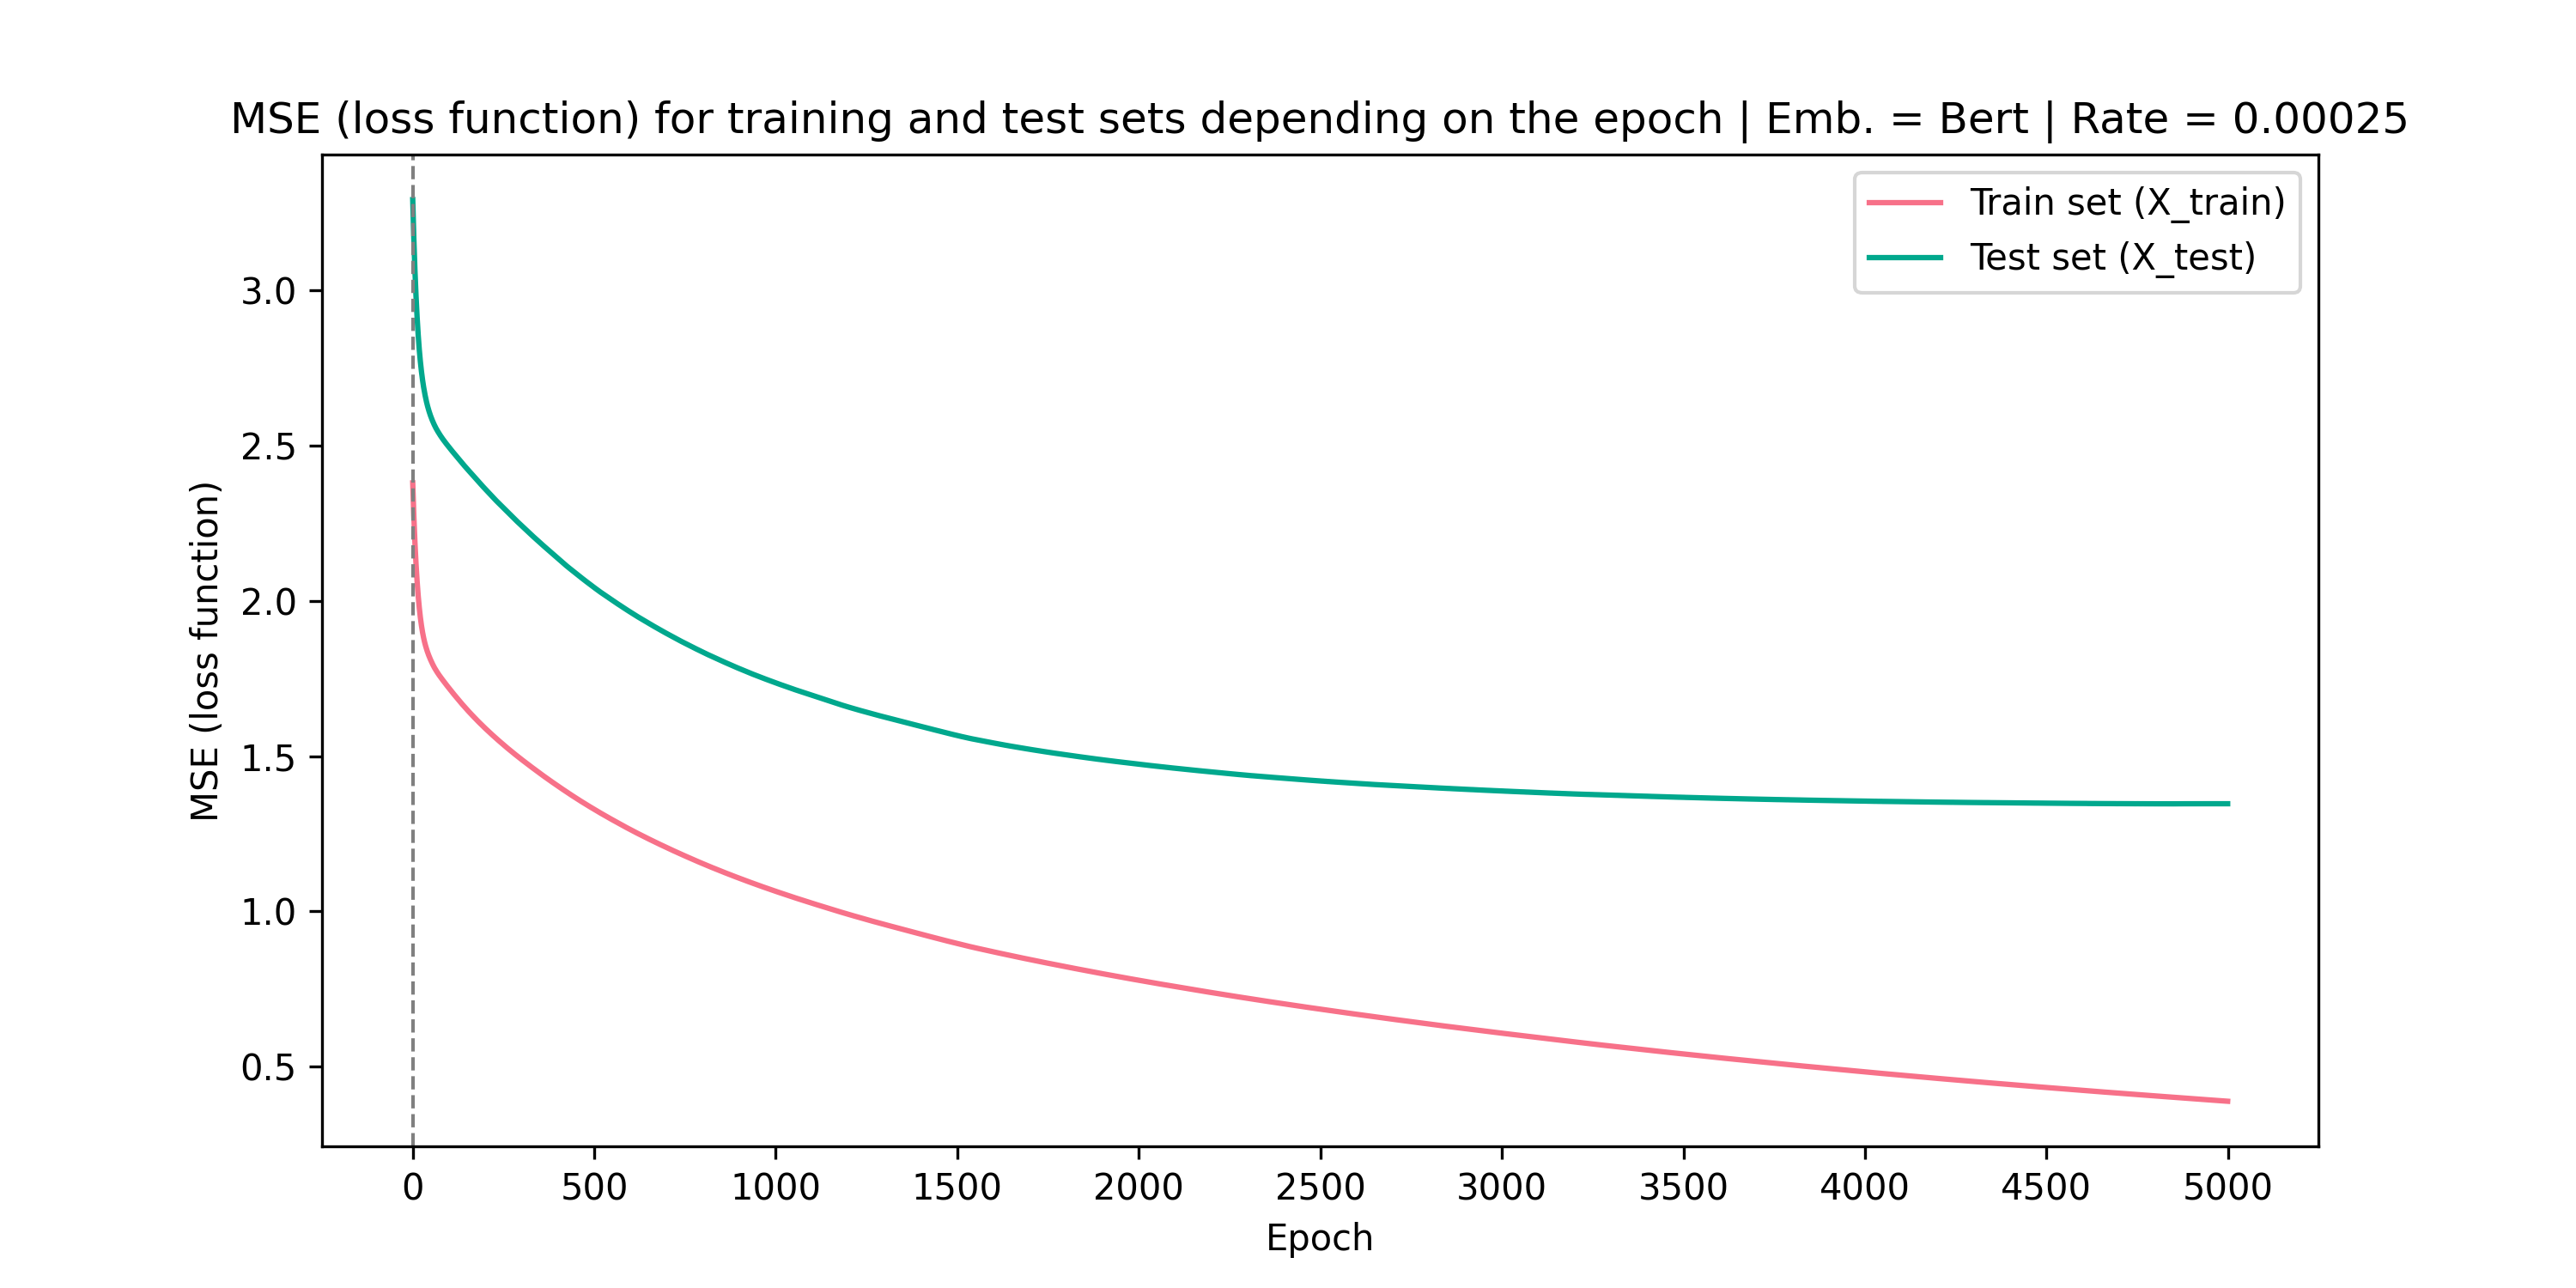 MSE (loss function) for training and test sets depending on the epoch | Emb. = Bert | Rate = 0.00025
Train set (X_train)
Test set (X_test)
MSE (loss function)
3.0
2.5
2.0
1.5
1.0
0.5
0 500 1000 1500 2000 2500 3000 3500 4000 4500 5000
Epoch